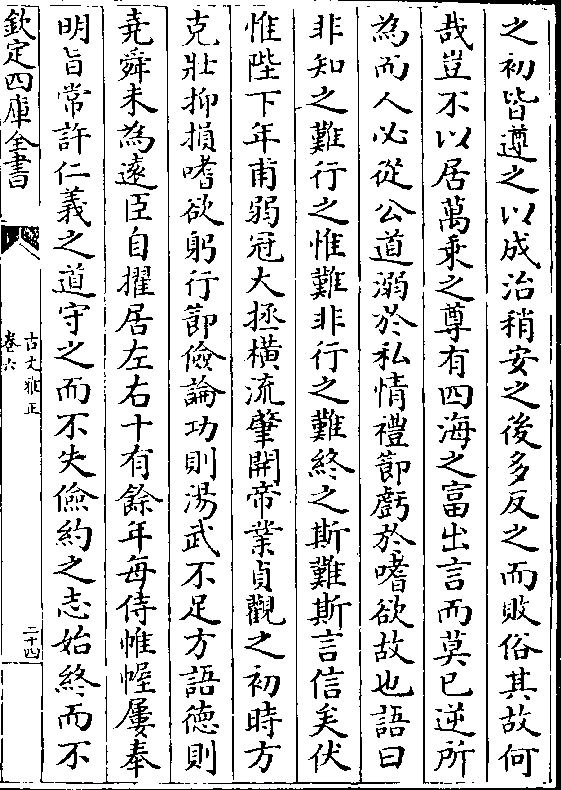 之初皆遵之以成治稍安之後多反之而敗俗其故何
哉豈不以居萬乘之尊有四海之富出言而莫已逆所
為而人必從公道溺於私情禮節虧於嗜欲故也語曰
非知之難行之惟難非行之難終之斯難斯言信矣伏
惟陛下年甫弱冠大拯橫流肇開帝業貞觀之初時方
克壯抑損嗜欲躬行節儉論功則湯武不足方語徳則
堯舜未為逺臣自擢居左右十有餘年每侍帷幄屢奉
明旨常許仁義之道守之而不失儉約之志始終而不
欽定四庫全書
古文雅正
卷六
二十四